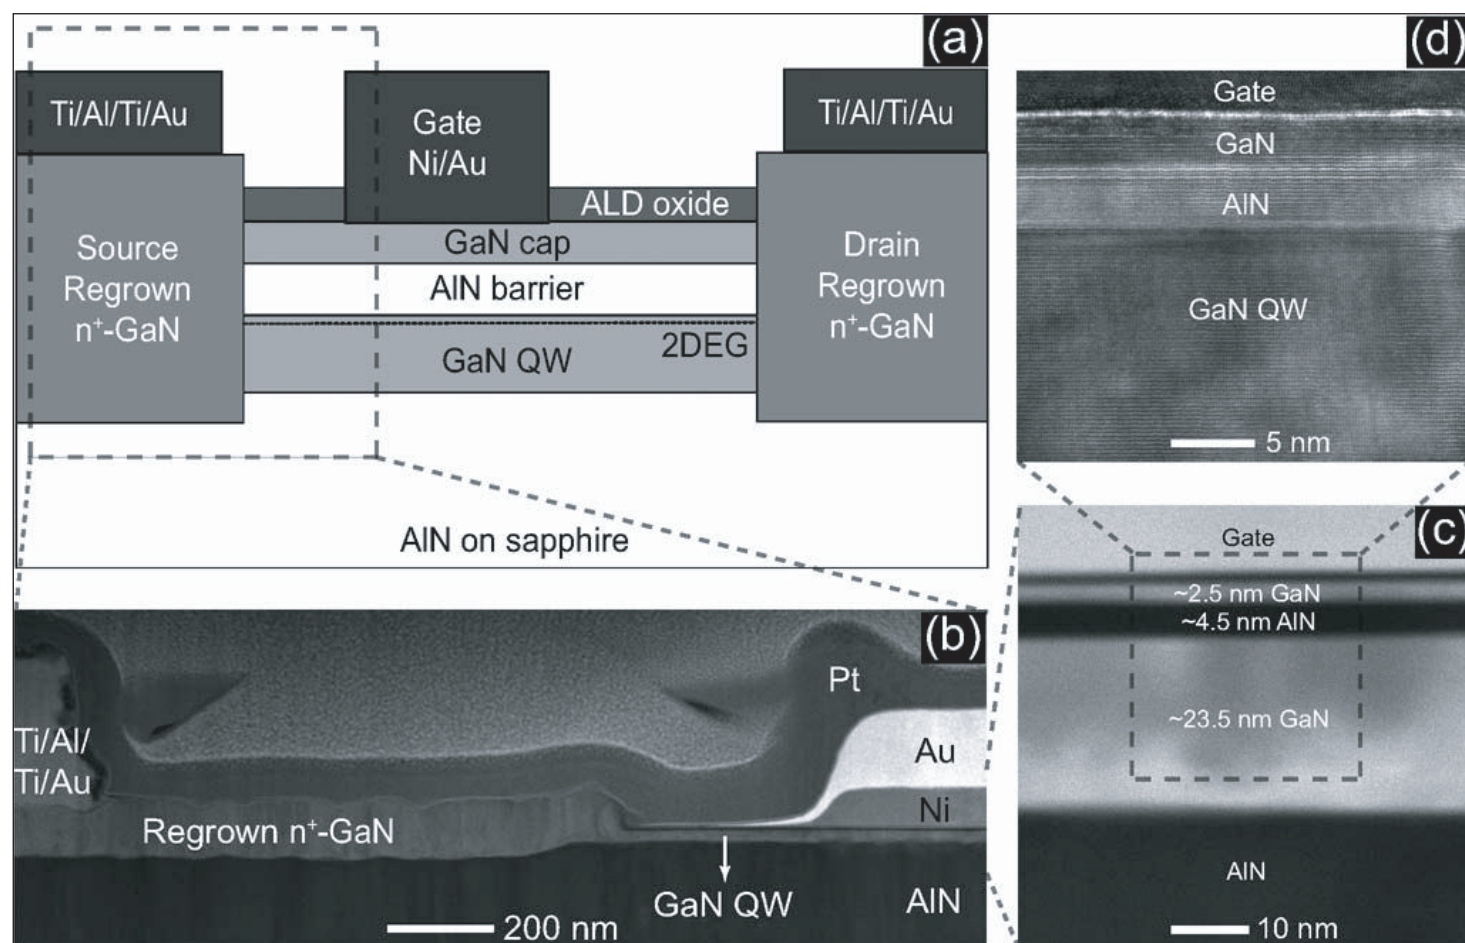 (a)
Ti/Al/Ti/Au
Gate
Ni/Au
Ti/Al/Ti/Au
ALD oxide
GaN cap
AlN barrier
2DEG
GaN QW
Source
Regrown
n⁺-GaN
Drain
Regrown
n⁺-GaN
AlN on sapphire
(b)
Pt
Ti/Al/
Ti/Au
Au
Ni
Regrown n⁺-GaN
GaN QW
AlN
200 nm
(d)
Gate
GaN
AlN
GaN QW
5 nm
(c)
Gate
~2.5 nm GaN
~4.5 nm AlN
~23.5 nm GaN
AlN
10 nm